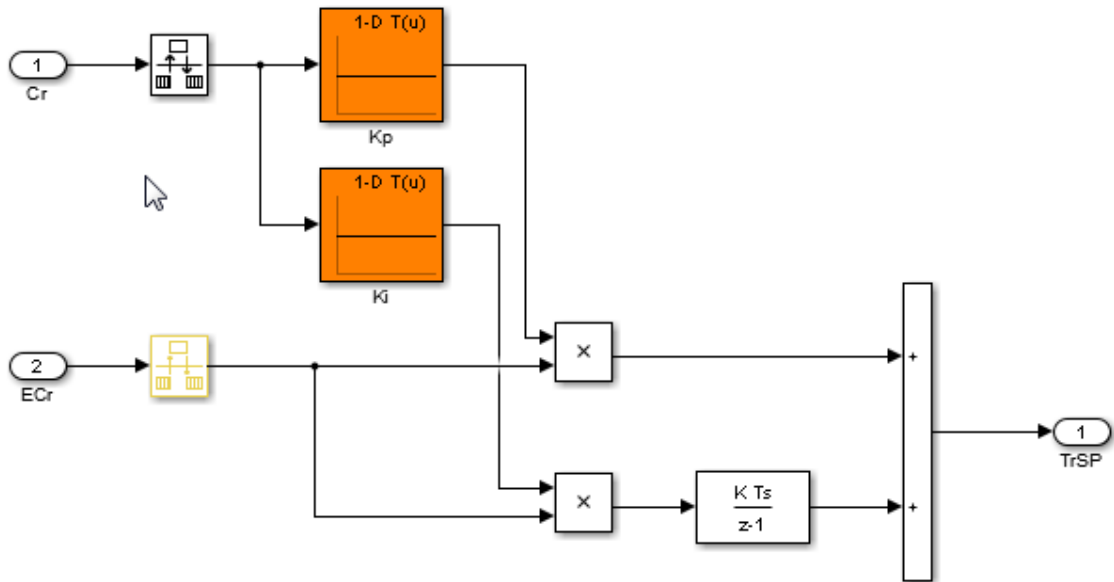 1-D T(u)
1
Cr
Kp
1-D T(u)
Ki
×
2
ECr
+
1
TrSP
×
K Ts
z-1
+